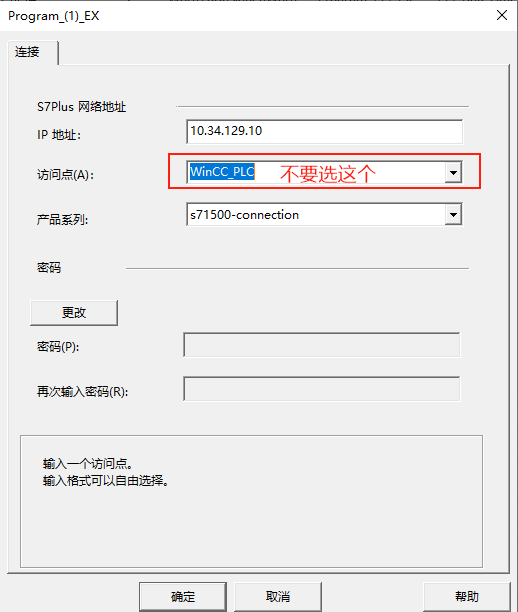 Program_(1)_EX
连接
S7Plus 网络地址
IP 地址:
10.34.129.10
访问点(A):
WinCC_PLC
不要选这个
产品系列:
s71500-connection
密码
更改
密码(P):
再次输入密码(R):
输入一个访问点。
输入格式可以自由选择。
确定
取消
帮助